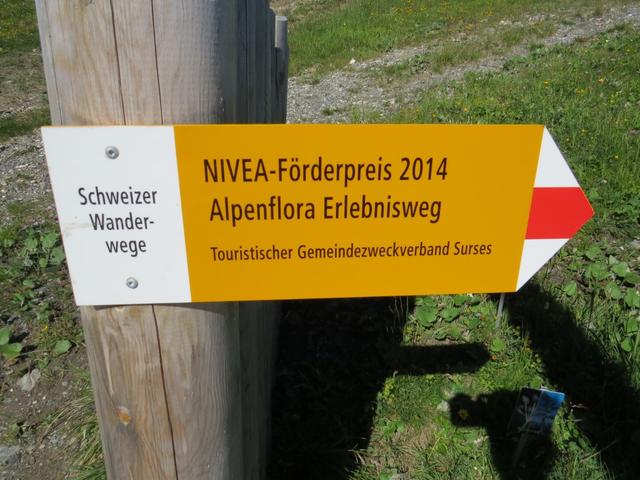 Schweizer
Wander-
wege
NIVEA-Förderpreis 2014
Alpenflora Erlebnisweg
Touristischer Gemeindezweckverband Surses